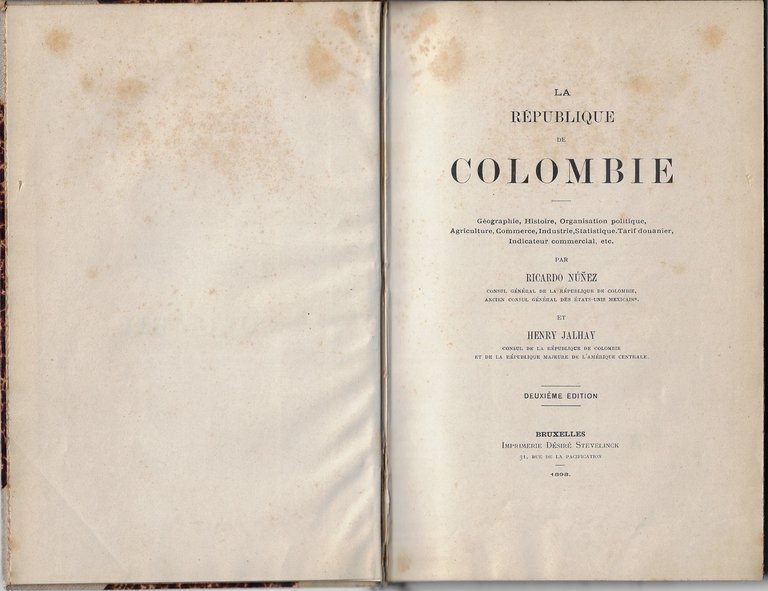 LA
RÉPUBLIQUE
DE
COLOMBIE
Géographie, Histoire, Organisation politique,
Agriculture, Commerce, Industrie, Statistique. Tarif douanier,
Indicateur commercial, etc.
PAR
RICARDO NÚÑEZ
CONSUL GÉNÉRAL DE LA RÉPUBLIQUE DE COLOMBIE,
ANCIEN CONSUL GÉNÉRAL DES ÉTATS-UNIS MEXICAINS.
ET
HENRY JALHAY
CONSUL DE LA RÉPUBLIQUE DE COLOMBIE
ET DE LA RÉPUBLIQUE MAJEURE DE L'AMÉRIQUE CENTRALE.
DEUXIÈME ÉDITION
BRUXELLES
IMPRIMERIE DÉSIRÉ STEVELINCK
31, RUE DE LA PACIFICATION
1898.